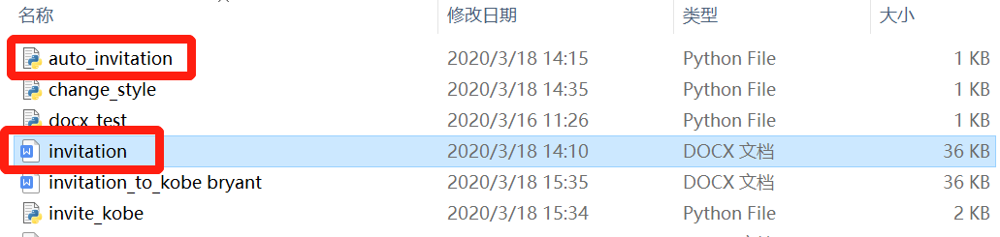 名称 修改日期 类型 大小
auto_invitation 2020/3/18 14:15 Python File 1 KB
change_style 2020/3/18 14:35 Python File 1 KB
docx_test 2020/3/16 11:26 Python File 1 KB
invitation 2020/3/18 14:10 DOCX 文档 36 KB
invitation_to_kobe bryant 2020/3/18 15:35 DOCX 文档 36 KB
invite_kobe 2020/3/18 15:34 Python File 2 KB